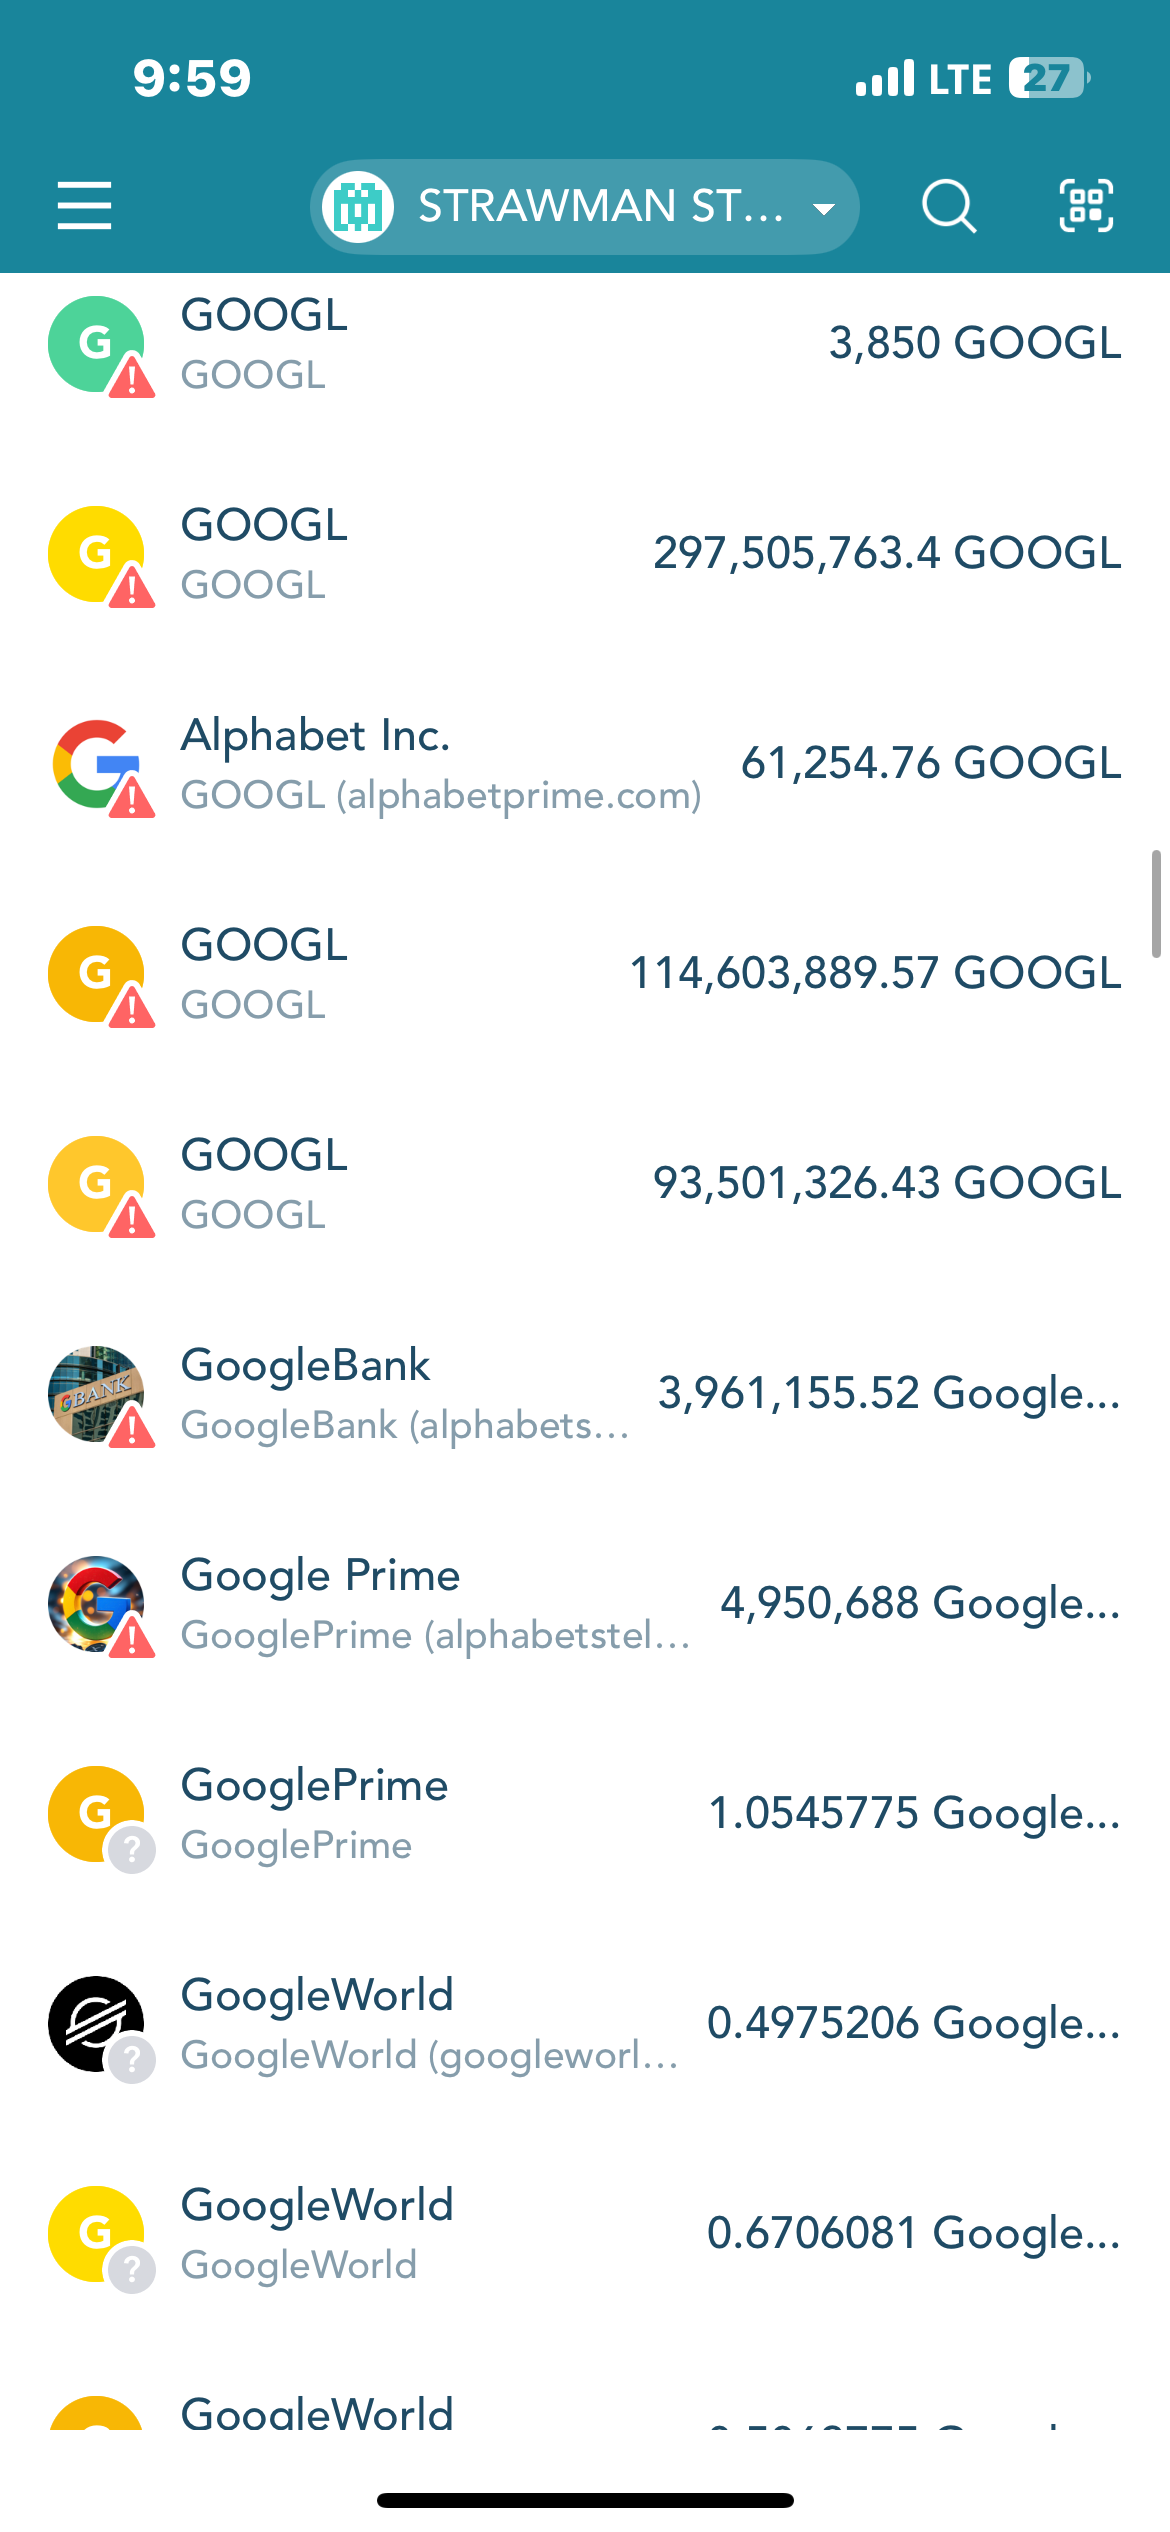 9:59
LTE 27
STRAWMAN ST...
G
GOOGL
GOOGL
3,850 GOOGL
G
GOOGL
GOOGL
297,505,763.4 GOOGL
Alphabet Inc.
GOOGL (alphabetprime.com)
61,254.76 GOOGL
G
GOOGL
GOOGL
114,603,889.57 GOOGL
G
GOOGL
GOOGL
93,501,326.43 GOOGL
GBANK
GoogleBank
GoogleBank (alphabets...
3,961,155.52 Google...
Google Prime
GooglePrime (alphabetstel...
4,950,688 Google...
G
GooglePrime
GooglePrime
1.0545775 Google...
GoogleWorld
GoogleWorld (googleworl...
0.4975206 Google...
G
GoogleWorld
GoogleWorld
0.6706081 Google...
GoogleWorld